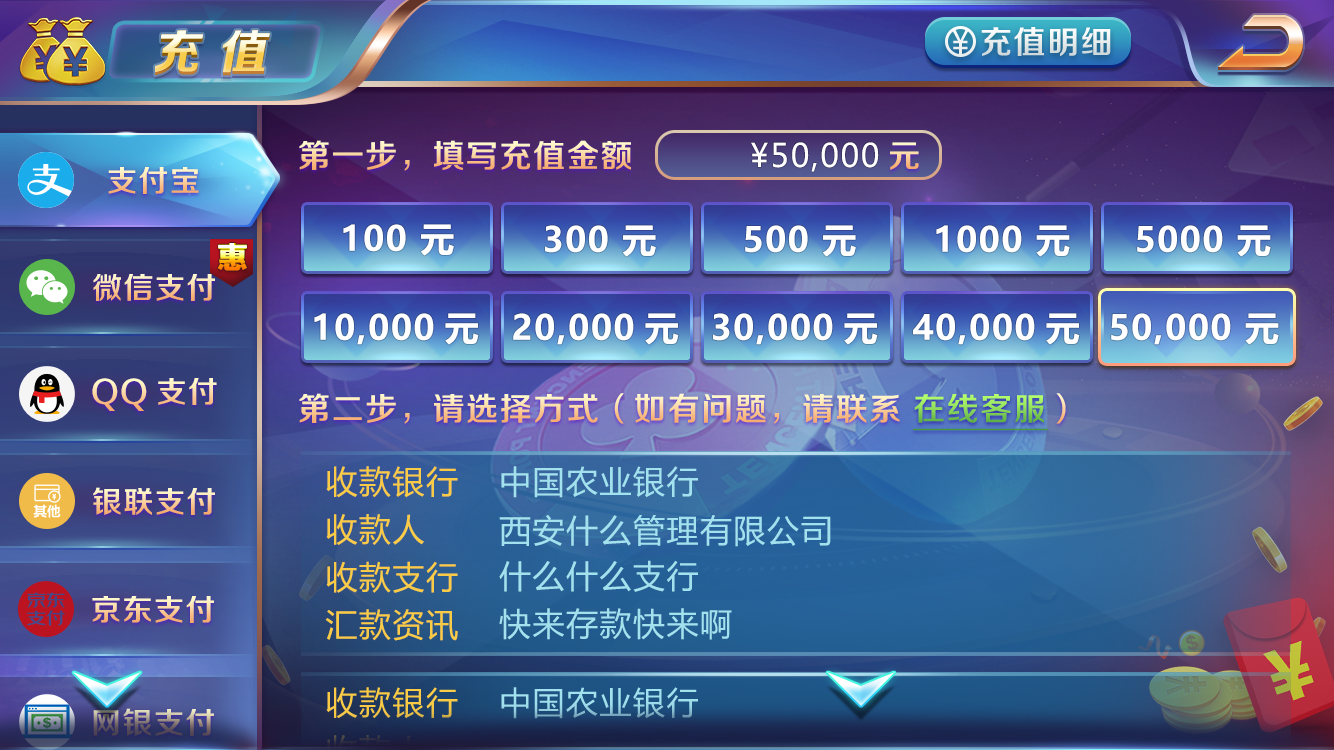 充值
充值明细
支付宝
惠
微信支付
QQ 支付
其他
银联支付
京东
支付
京东支付
网银支付
第一步，填写充值金额 ¥50,000 元
100 元 300 元 500 元 1000 元 5000 元
10,000 元 20,000 元 30,000 元 40,000 元 50,000 元
第二步，请选择方式（如有问题，请联系 在线客服）
收款银行 中国农业银行
收款人 西安什么管理有限公司
收款支行 什么什么支行
汇款资讯 快来存款快来啊
收款银行 中国农业银行